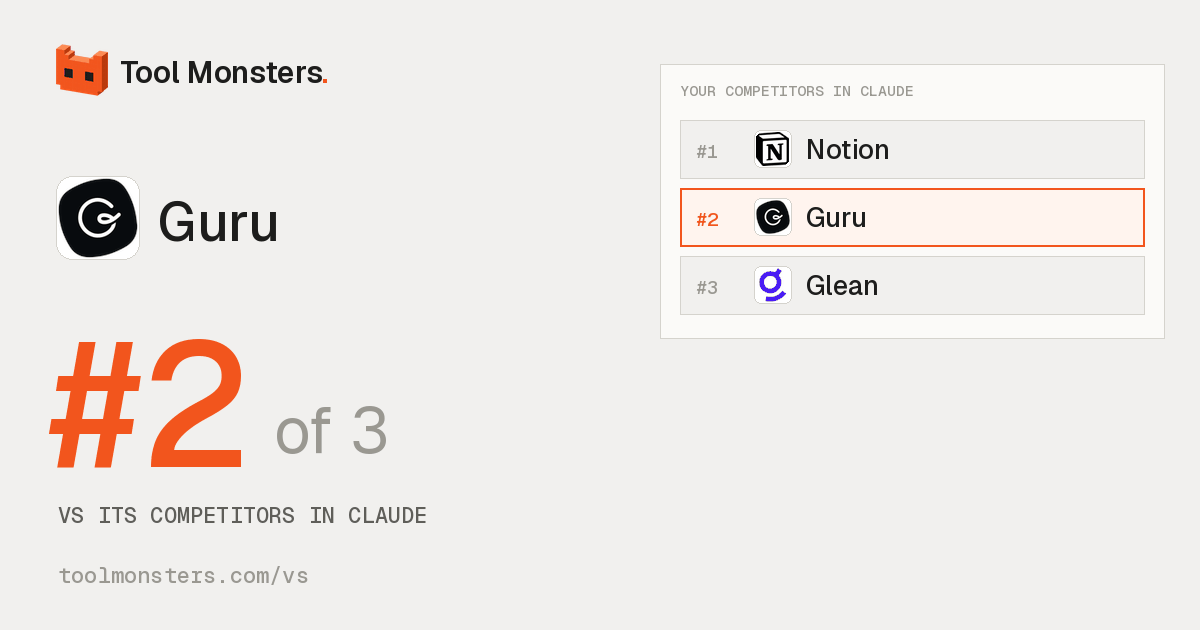 Tool Monsters.
Guru
#2 of 3
VS ITS COMPETITORS IN CLAUDE
toolmonsters.com/vs
YOUR COMPETITORS IN CLAUDE
#1 N Notion
#2 Guru
#3 Glean